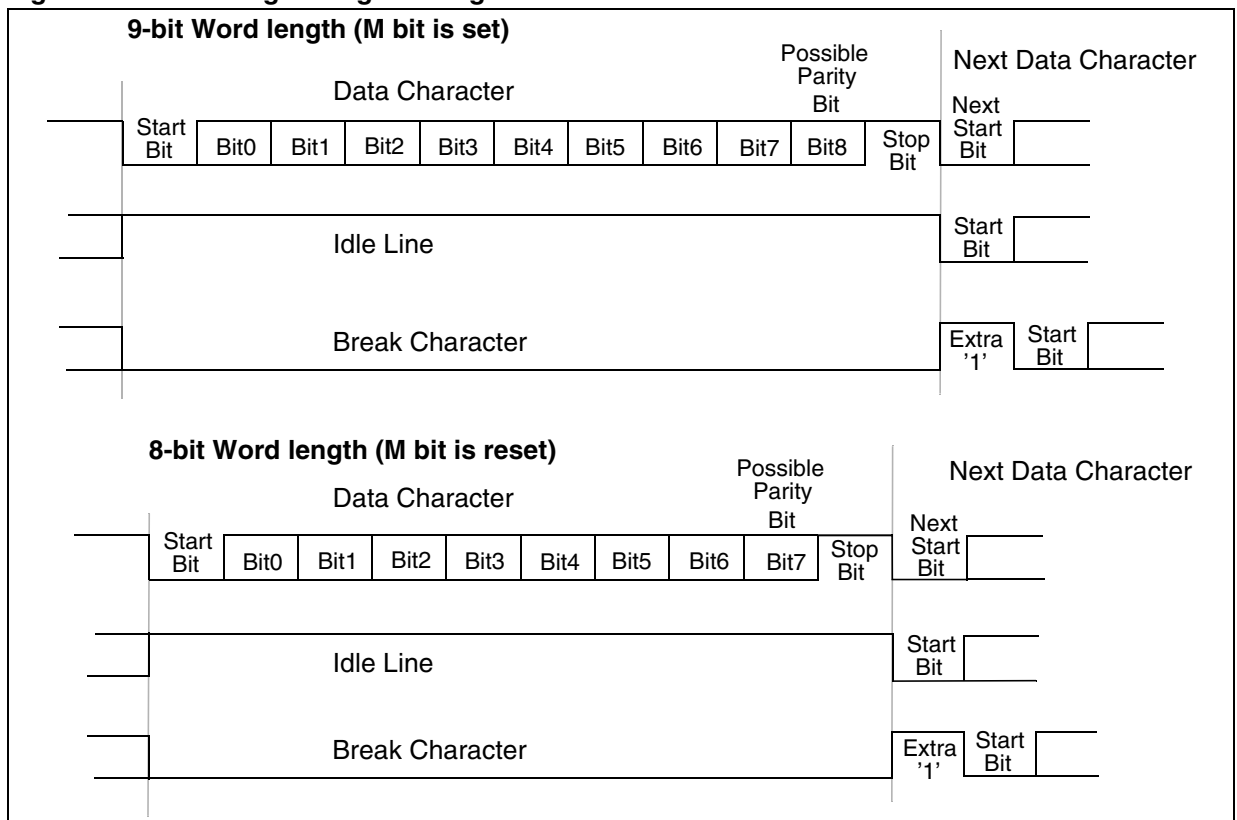 9-bit Word length (M bit is set)
Possible
Parity
Bit
Next Data Character
Data Character
Next
Start
Bit
Start
Bit
Bit0
Bit1
Bit2
Bit3
Bit4
Bit5
Bit6
Bit7
Bit8
Stop
Bit
Idle Line
Start
Bit
Break Character
Extra
'1'
Start
Bit
8-bit Word length (M bit is reset)
Possible
Parity
Bit
Next Data Character
Data Character
Next
Start
Bit
Start
Bit
Bit0
Bit1
Bit2
Bit3
Bit4
Bit5
Bit6
Bit7
Stop
Bit
Idle Line
Start
Bit
Break Character
Extra
'1'
Start
Bit